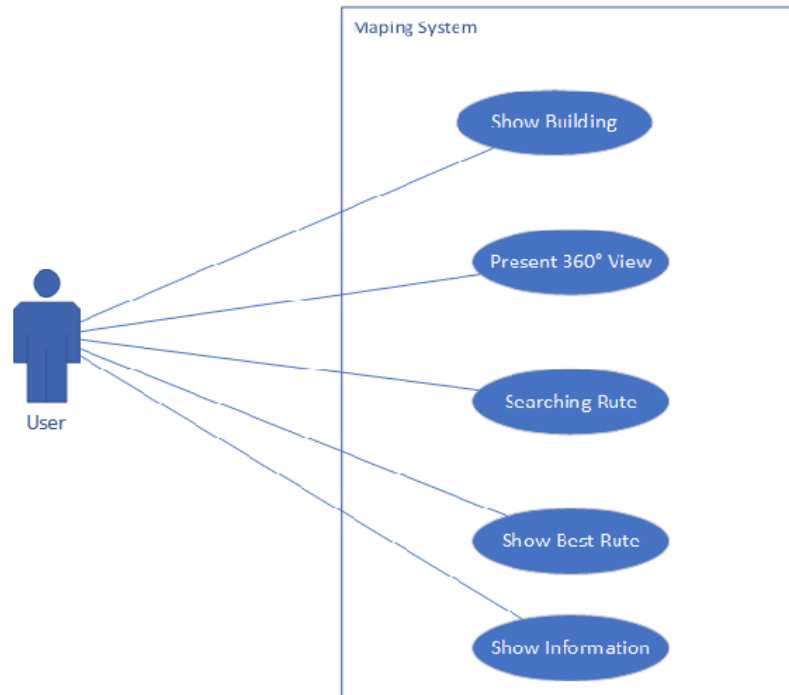 Maping System
Show Building
Present 360° View
Searching Rute
User
Show Best Rute
Show Information